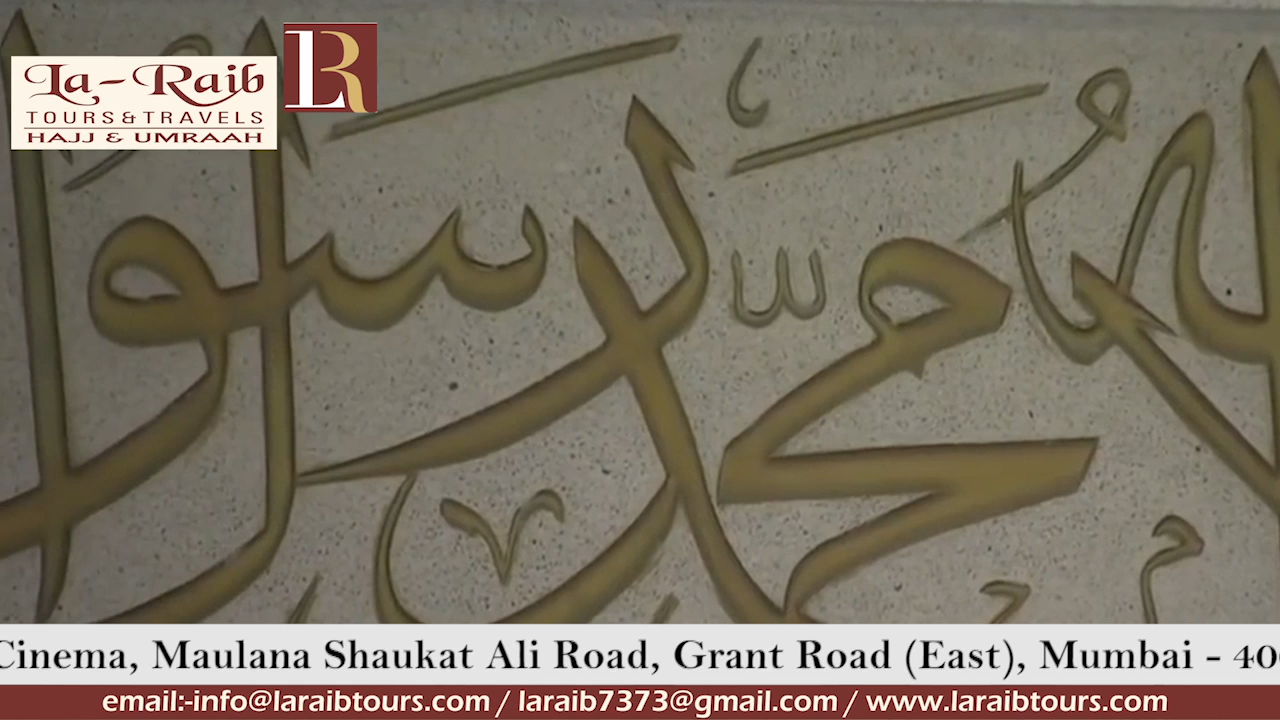 La-Raib
TOURS & TRAVELS
HAJJ & UMRAAH
LR
محمد رسول
Cinema, Maulana Shaukat Ali Road, Grant Road (East), Mumbai - 400
email:-info@laraibtours.com / laraib7373@gmail.com / www.laraibtours.com